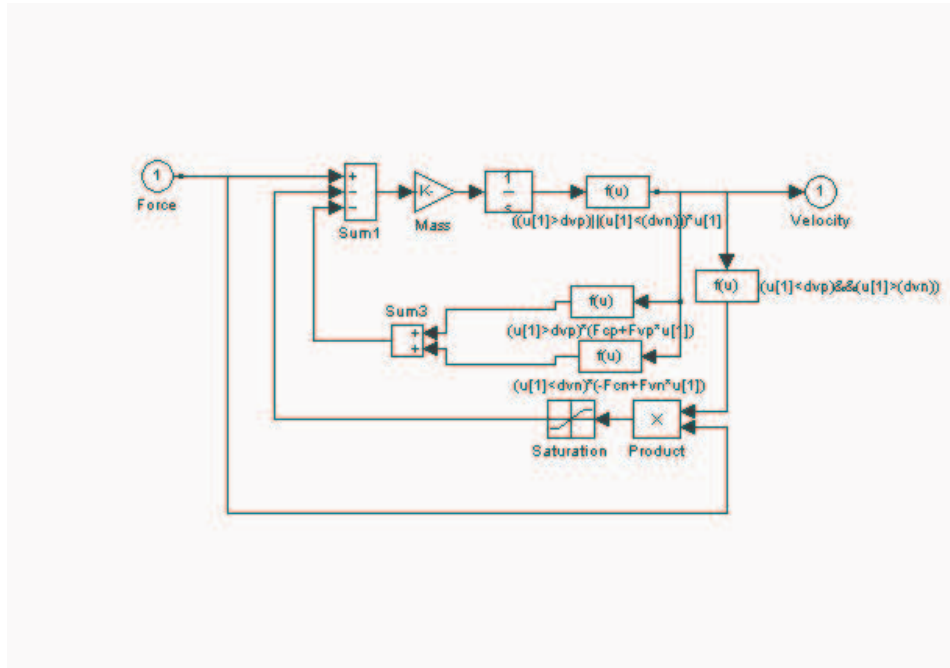 1
Force
+
−
−
Sum1
K-
Mass
1
s
f(u)
((u[1]>dvp)||(u[1]<(dvn)))*u[1]
1
Velocity
f(u)
(u[1]<dvp)&&(u[1]>(dvn))
Sum3
+
+
f(u)
(u[1]>dvp)*(Fcp+Fvp*u[1])
f(u)
(u[1]<dvn)*(-Fcn+Fvn*u[1])
Saturation
×
Product